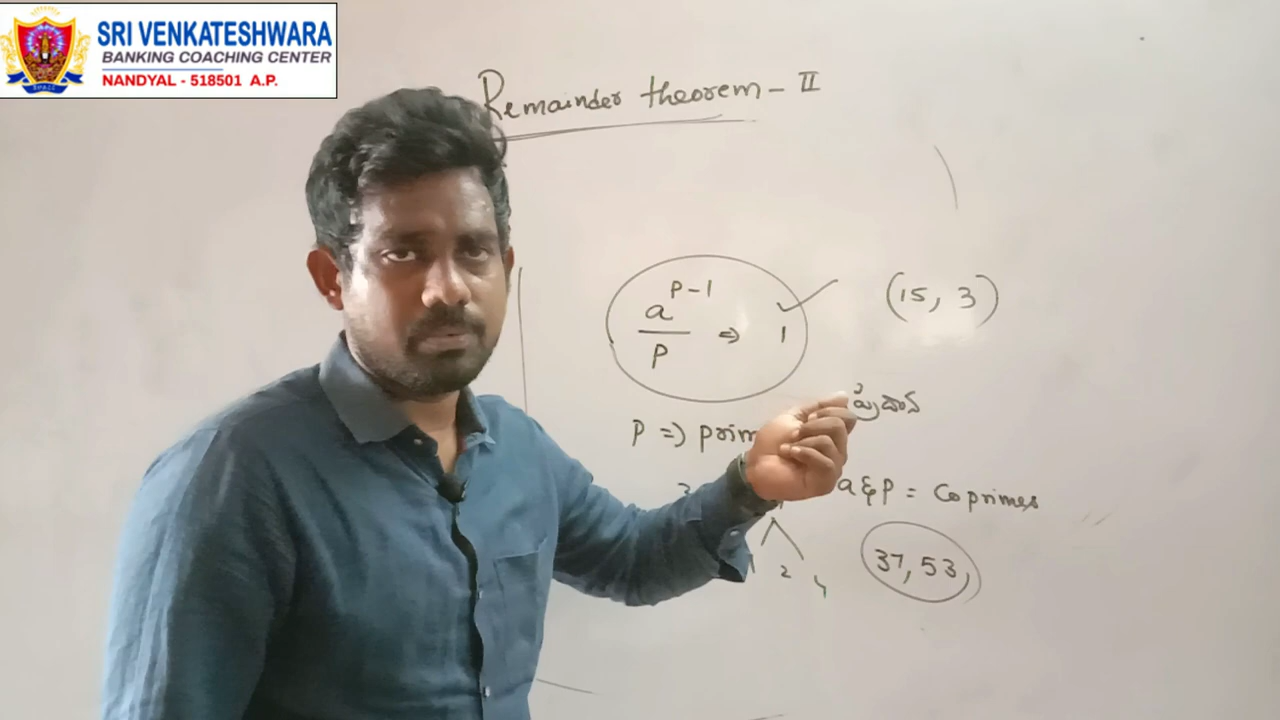 SRI VENKATESHWARA
BANKING COACHING CENTER
NANDYAL - 518501 A.P.
Remainder theorem - II
a^{p-1}
/p ⇒ 1
(15, 3)
P => prim
a & p = Coprimes
2 4
37, 53,